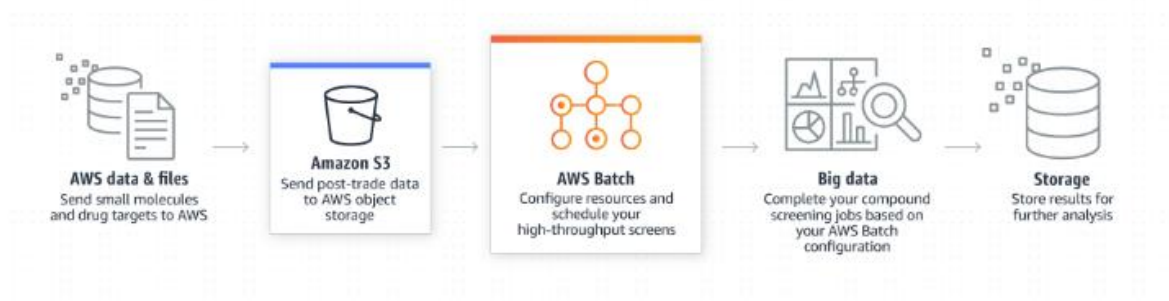 AWS data & files
Send small molecules
and drug targets to AWS
Amazon S3
Send post-trade data
to AWS object
storage
AWS Batch
Configure resources and
schedule your
high-throughput screens
Big data
Complete your compound
screening jobs based on
your AWS Batch
configuration
Storage
Store results for
further analysis